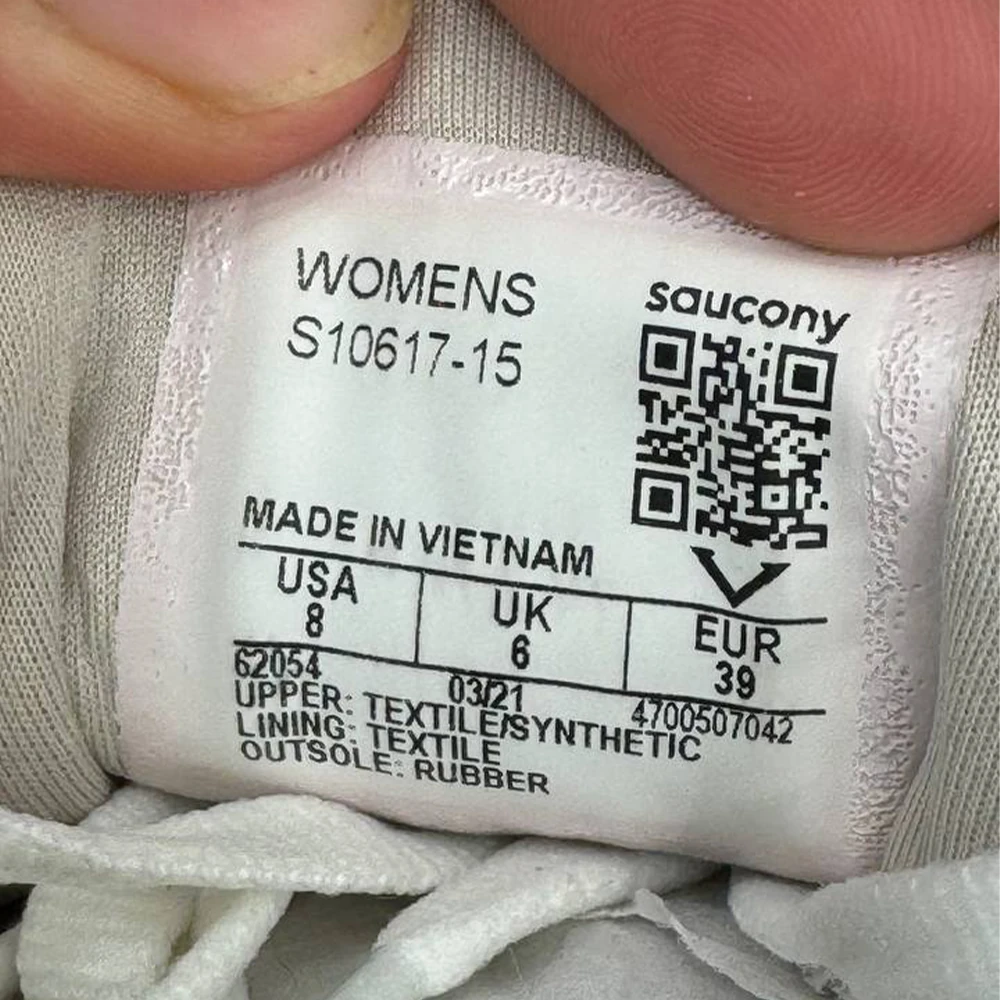 WOMENS
S10617-15
saucony
MADE IN VIETNAM
USA UK EUR
8 6 39
62054 03/21 4700507042
UPPER: TEXTILE/SYNTHETIC
LINING: TEXTILE
OUTSOLE: RUBBER